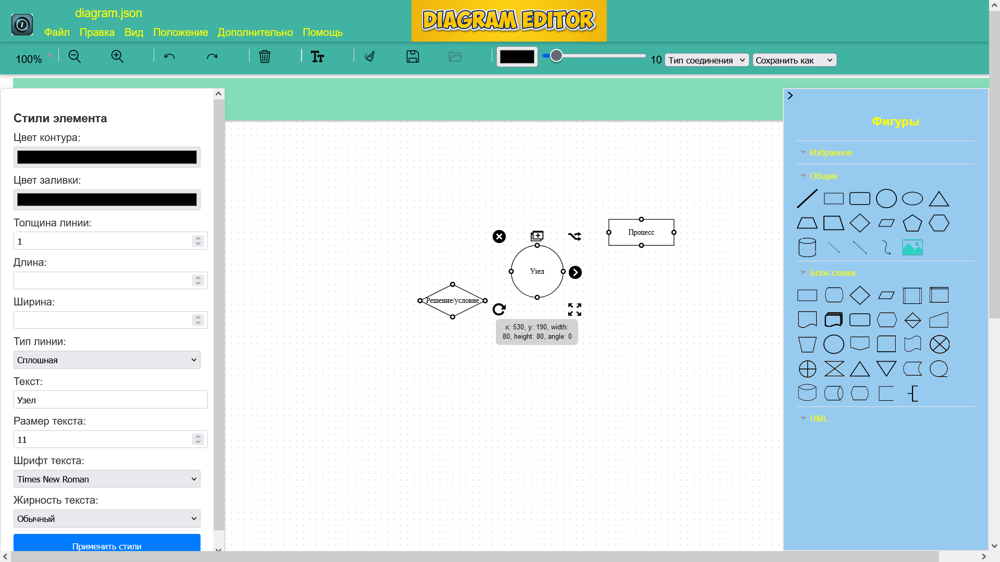 diagram.json
DIAGRAM EDITOR
Файл Правка Вид Положение Дополнительно Помощь
100%
10
Тип соединения
Сохранить как
Стили элемента
Цвет контура:
Цвет заливки:
Толщина линии:
1
Длина:
Ширина:
Тип линии:
Сплошная
Текст:
Узел
Размер текста:
11
Шрифт текста:
Times New Roman
Жирность текста:
Обычный
Применить стили
Процесс
Узел
Решение/условие
x: 530, y: 190, width:
80, height: 80, angle: 0
Фигуры
Избранное
Общие
Блок-схема
UML